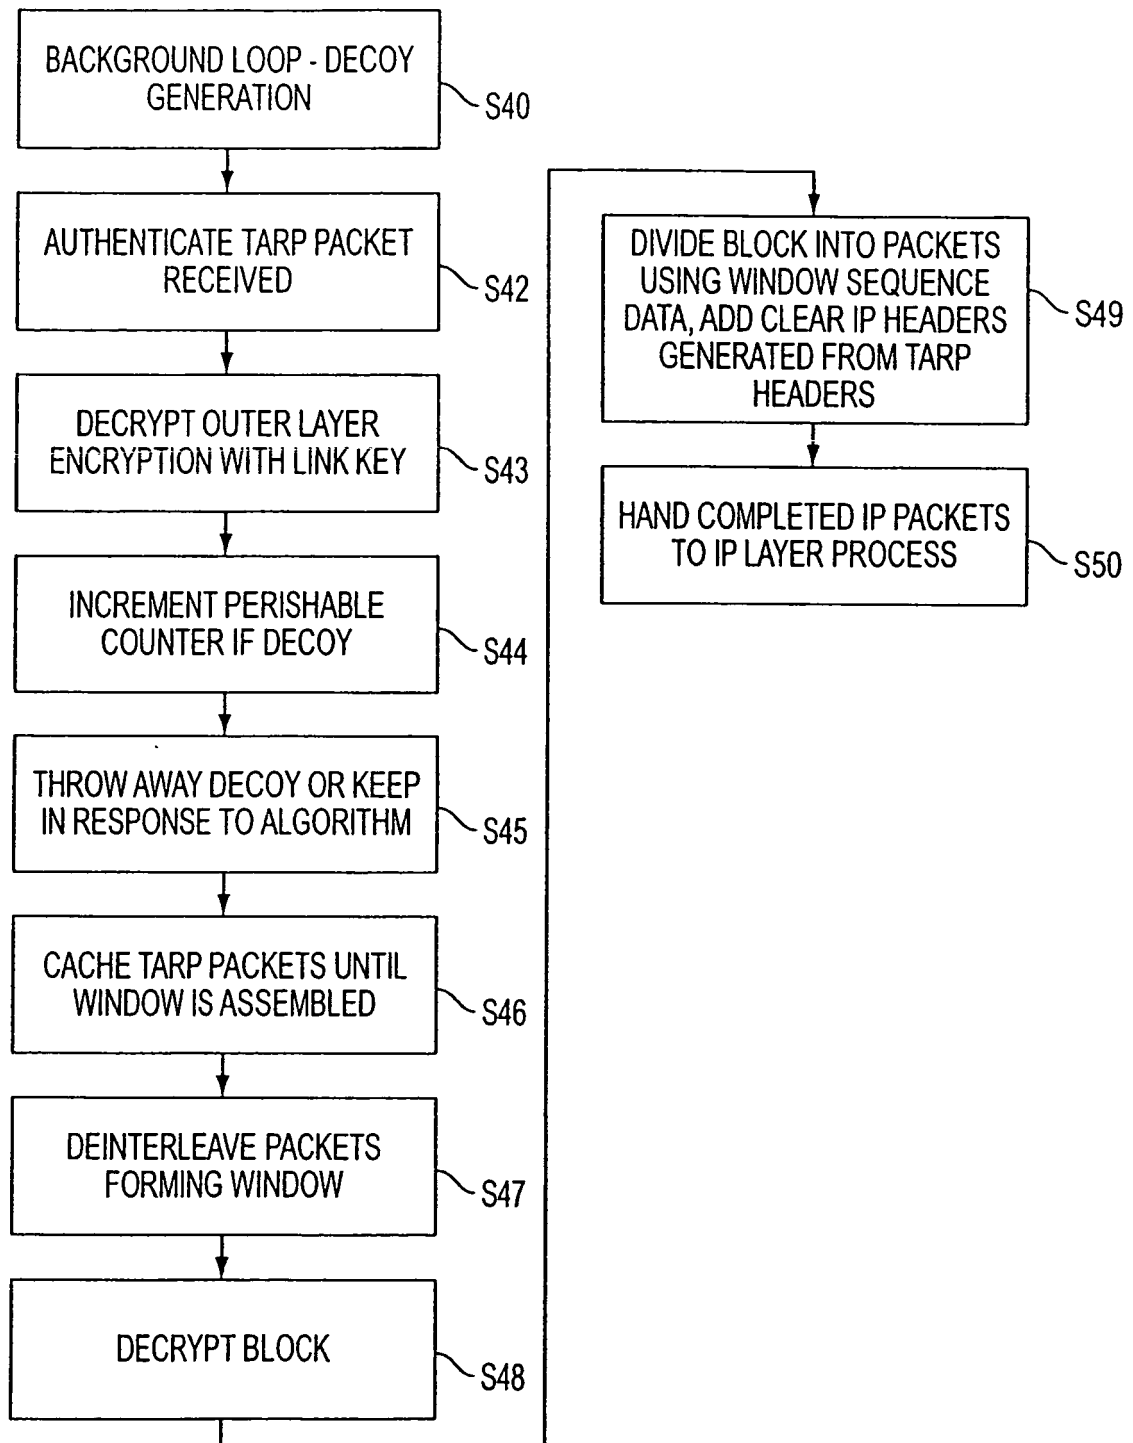 BACKGROUND LOOP - DECOY
GENERATION
S40
AUTHENTICATE TARP PACKET
RECEIVED
S42
DECRYPT OUTER LAYER
ENCRYPTION WITH LINK KEY
S43
INCREMENT PERISHABLE
COUNTER IF DECOY
S44
THROW AWAY DECOY OR KEEP
IN RESPONSE TO ALGORITHM
S45
CACHE TARP PACKETS UNTIL
WINDOW IS ASSEMBLED
S46
DEINTERLEAVE PACKETS
FORMING WINDOW
S47
DECRYPT BLOCK
S48
DIVIDE BLOCK INTO PACKETS
USING WINDOW SEQUENCE
DATA, ADD CLEAR IP HEADERS
GENERATED FROM TARP
HEADERS
S49
HAND COMPLETED IP PACKETS
TO IP LAYER PROCESS
S50